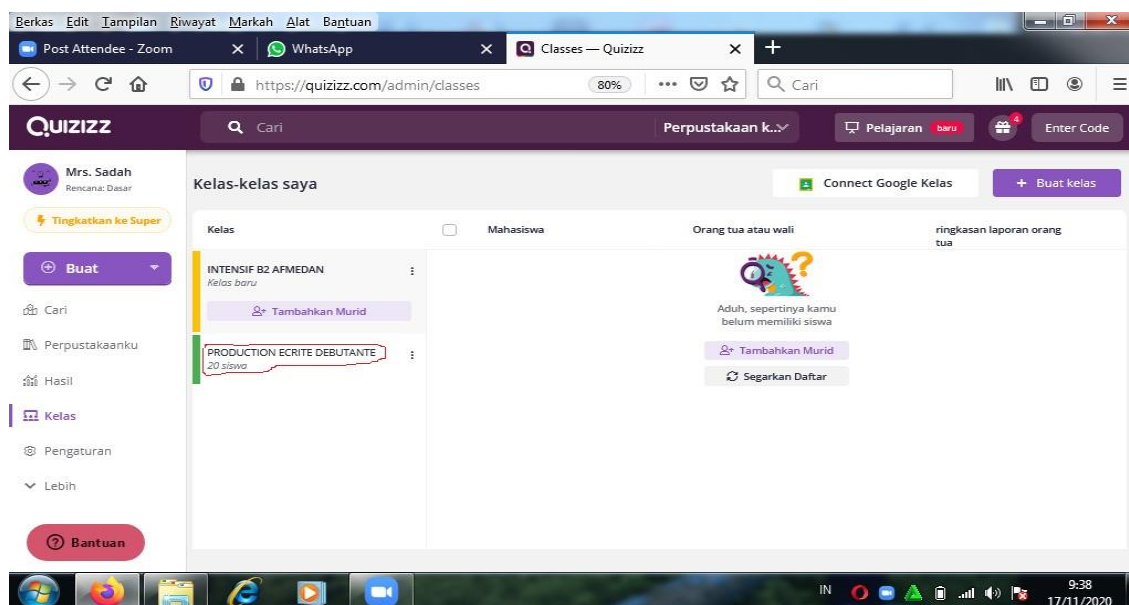 Berkas Edit Tampilan Riwayat Markah Alat Bantuan
Post Attendee - Zoom
WhatsApp
Classes — Quizizz
https://quizizz.com/admin/classes
80%
Cari
QUIZIZZ
Cari
Perpustakaan k...
Pelajaran baru
4
Enter Code
Mrs. Sadah
Rencana: Dasar
Tingkatkan ke Super
Buat
Cari
Perpustakaanku
Hasil
Kelas
Pengaturan
Lebih
Bantuan
Kelas-kelas saya
Connect Google Kelas
+ Buat kelas
Kelas
Mahasiswa
Orang tua atau wali
ringkasan laporan orang
tua
INTENSIF B2 AFMEDAN
Kelas baru
Tambahkan Murid
PRODUCTION ECRITE DEBUTANTE
20 siswa
Aduh, sepertinya kamu
belum memiliki siswa
Tambahkan Murid
Segarkan Daftar
IN
9:38
17/11/2020